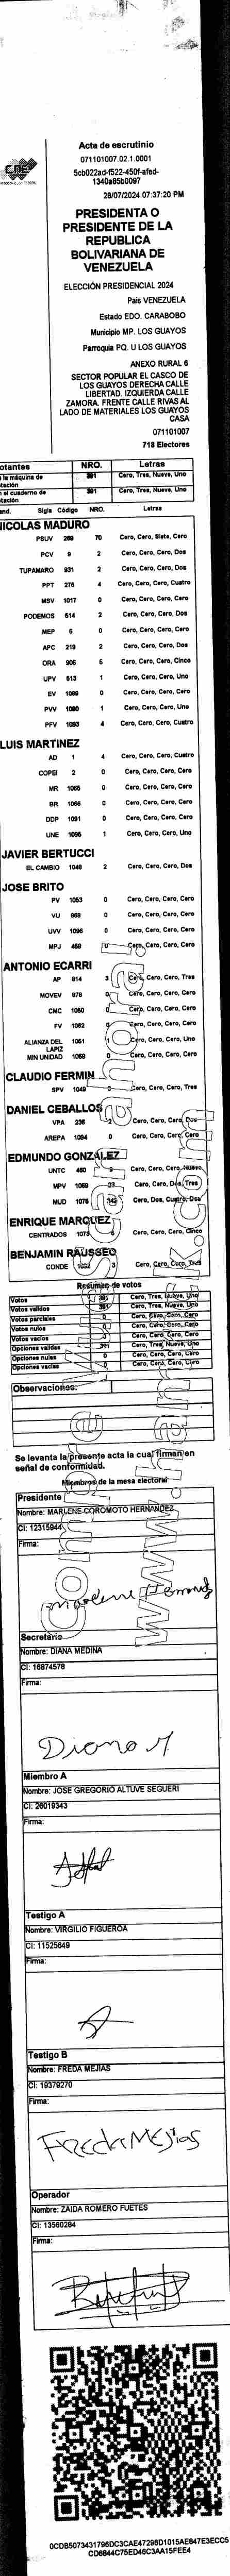 CNE
Acta de escrutinio
071101007.02.1.0001
5cb022ad-f522-450f-afed-
1340a85b0097
28/07/2024 07:37:20 PM
PRESIDENTA O
PRESIDENTE DE LA
REPUBLICA
BOLIVARIANA DE
VENEZUELA
ELECCIÓN PRESIDENCIAL 2024
País VENEZUELA
Estado EDO. CARABOBO
Municipio MP. LOS GUAYOS
Parroquia PQ. U LOS GUAYOS
ANEXO RURAL 6
SECTOR POPULAR EL CASCO DE
LOS GUAYOS DERECHA CALLE
LIBERTAD. IZQUIERDA CALLE
ZAMORA. FRENTE CALLE RIVAS AL
LADO DE MATERIALES LOS GUAYOS
CASA
071101007
718 Electores
otantes NRO. Letras
la máquina de 391 Cero, Tres, Nueve, Uno
tación
el cuaderno de 391 Cero, Tres, Nueve, Uno
tación
and. Sigla Código NRO. Letras
NICOLAS MADURO
PSUV 269 70 Cero, Cero, Siete, Cero
PCV 9 2 Cero, Cero, Cero, Dos
TUPAMARO 931 2 Cero, Cero, Cero, Dos
PPT 276 4 Cero, Cero, Cero, Cuatro
MSV 1017 0 Cero, Cero, Cero, Cero
PODEMOS 514 2 Cero, Cero, Cero, Dos
MEP 6 0 Cero, Cero, Cero, Cero
APC 219 2 Cero, Cero, Cero, Dos
ORA 906 5 Cero, Cero, Cero, Cinco
UPV 613 1 Cero, Cero, Cero, Uno
EV 1089 0 Cero, Cero, Cero, Cero
PVV 1090 1 Cero, Cero, Cero, Uno
PFV 1093 4 Cero, Cero, Cero, Cuatro
LUIS MARTINEZ
AD 1 4 Cero, Cero, Cero, Cuatro
COPEI 2 0 Cero, Cero, Cero, Cero
MR 1065 0 Cero, Cero, Cero, Cero
BR 1066 0 Cero, Cero, Cero, Cero
DDP 1091 0 Cero, Cero, Cero, Cero
UNE 1095 1 Cero, Cero, Cero, Uno
JAVIER BERTUCCI
EL CAMBIO 1048 2 Cero, Cero, Cero, Dos
JOSE BRITO
PV 1053 0 Cero, Cero, Cero, Cero
VU 969 0 Cero, Cero, Cero, Cero
UVV 1096 0 Cero, Cero, Cero, Cero
MPJ 459 0 Cero, Cero, Cero, Cero
ANTONIO ECARRI
AP 914 3 Cero, Cero, Cero, Tres
MOVEV 978 0 Cero, Cero, Cero, Cero
CMC 1050 0 Cero, Cero, Cero, Cero
FV 1062 0 Cero, Cero, Cero, Cero
ALIANZA DEL 1051 1 Cero, Cero, Cero, Uno
LAPIZ
MIN UNIDAD 1059 0 Cero, Cero, Cero, Cero
CLAUDIO FERMIN
SPV 1049 Cero, Cero, Cero, Tres
DANIEL CEBALLOS
VPA 236 2 Cero, Cero, Cero, Dos
AREPA 1094 0 Cero, Cero, Cero, Cero
EDMUNDO GONZALEZ
UNTC 460 9 Cero, Cero, Cero, Nueve
MPV 1069 23 Cero, Cero, Dos, Tres
MUD 1075 242 Cero, Dos, Cuatro, Dos
ENRIQUE MARQUEZ
CENTRADOS 1073 5 Cero, Cero, Cero, Cinco
BENJAMIN RAUSSEO
CONDE 1032 3 Cero, Cero, Cero, Tres
Resumen de votos
Votos 391 Cero, Tres, Nueve, Uno
Votos validos 391 Cero, Tres, Nueve, Uno
Votos parciales 0 Cero, Cero, Cero, Cero
Votos nulos 0 Cero, Cero, Cero, Cero
Votos vacios 0 Cero, Cero, Cero, Cero
Opciones validas 391 Cero, Tres, Nueve, Uno
Opciones nulas 0 Cero, Cero, Cero, Cero
Opciones vacias 0 Cero, Cero, Cero, Cero
Observaciones:
Se levanta la presente acta la cual firman en
señal de conformidad.
Miembros de la mesa electoral
Presidente
Nombre: MARLENE COROMOTO HERNANDEZ
CI: 12315944
Firma:
Marlene Hernandz
Secretario
Nombre: DIANA MEDINA
CI: 16874578
Firma:
Diana M
Miembro A
Nombre: JOSE GREGORIO ALTUVE SEGUERI
CI: 26019343
Firma:
Testigo A
Nombre: VIRGILIO FIGUEROA
CI: 11525649
Firma:
Testigo B
Nombre: FREDA MEJIAS
CI: 19379270
Firma:
Freda Mejias
Operador
Nombre: ZAIDA ROMERO FUETES
CI: 13560284
Firma:
0CDB5073431796DC3CAE47296D1015AE847E3ECC5
CD6844C75ED46C3AA15FEE4